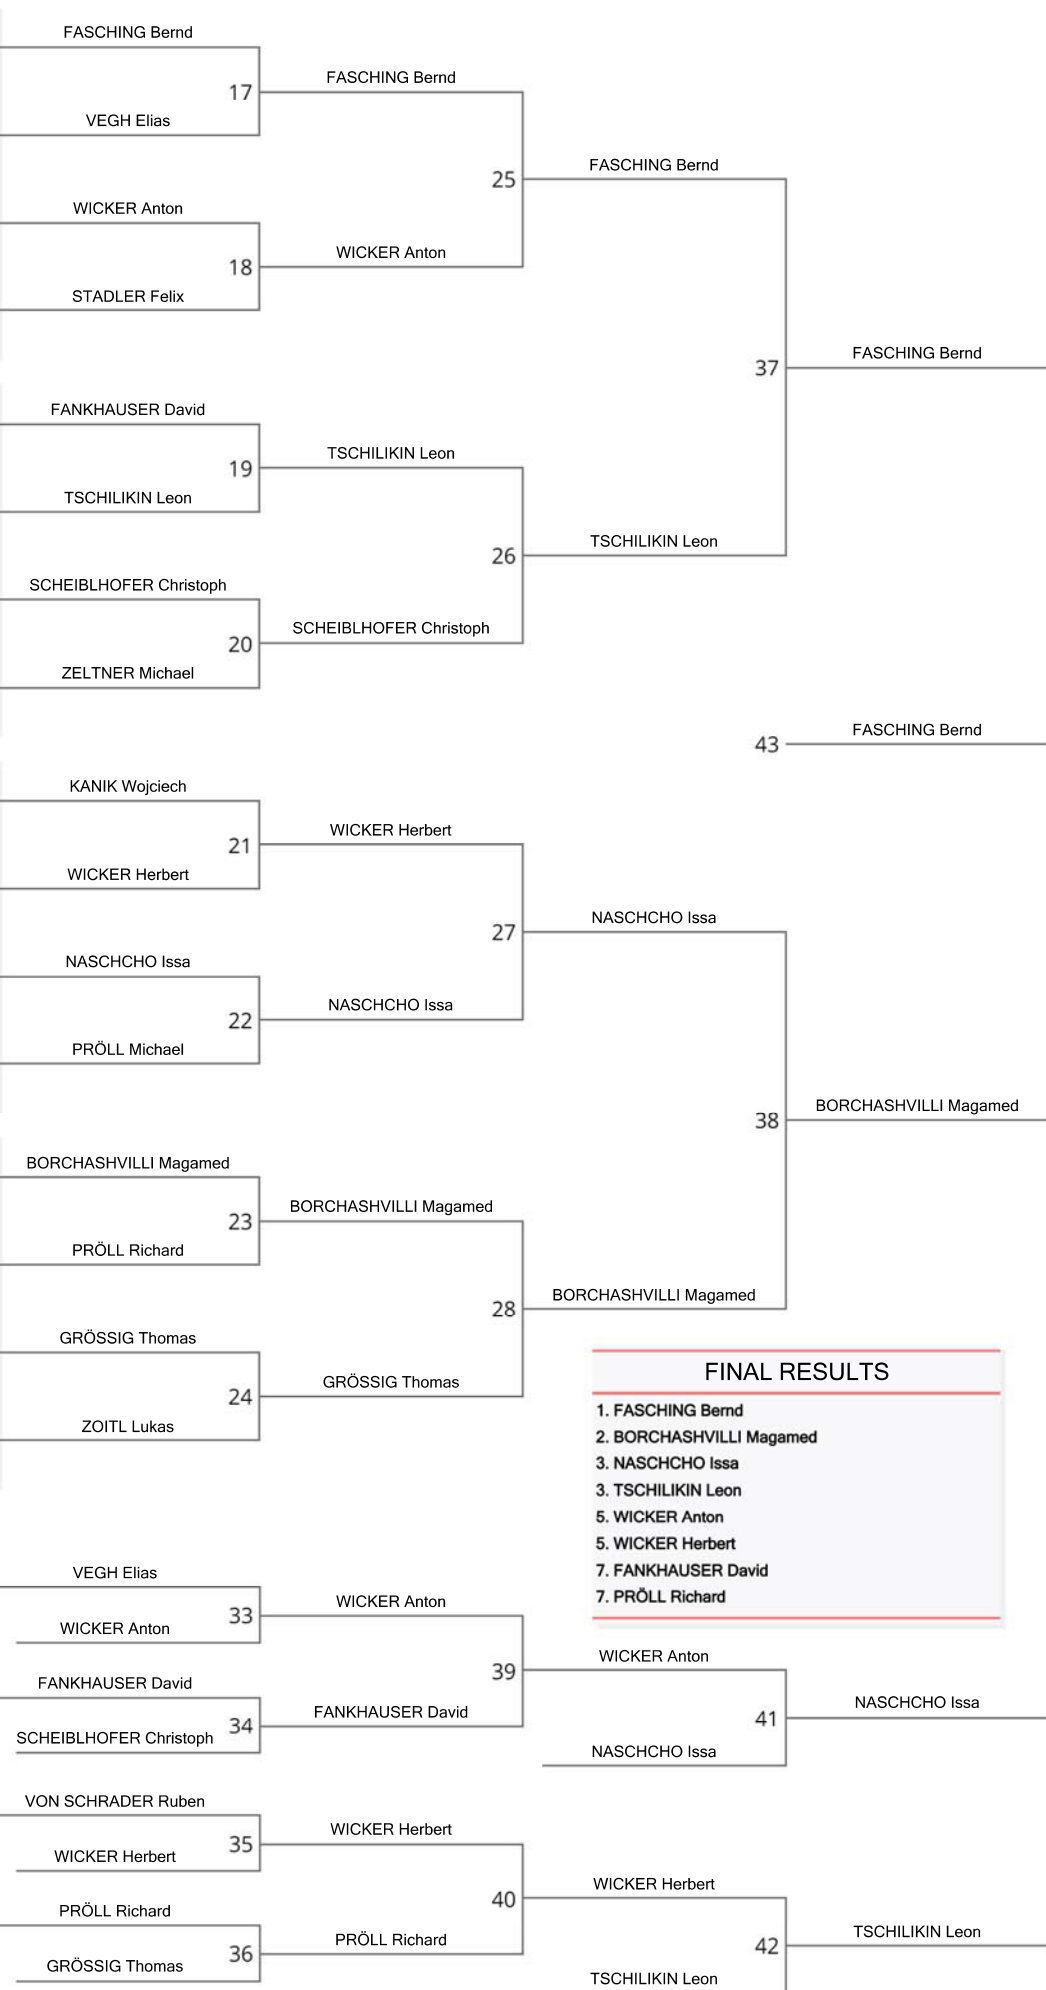 FASCHING Bernd
17
FASCHING Bernd
VEGH Elias
25
FASCHING Bernd
WICKER Anton
18
WICKER Anton
STADLER Felix
37
FASCHING Bernd
FANKHAUSER David
19
TSCHILIKIN Leon
TSCHILIKIN Leon
26
TSCHILIKIN Leon
SCHEIBLHOFER Christoph
20
SCHEIBLHOFER Christoph
ZELTNER Michael
43
FASCHING Bernd
KANIK Wojciech
21
WICKER Herbert
WICKER Herbert
27
NASCHCHO Issa
NASCHCHO Issa
22
NASCHCHO Issa
PRÖLL Michael
38
BORCHASHVILLI Magamed
BORCHASHVILLI Magamed
23
BORCHASHVILLI Magamed
PRÖLL Richard
28
BORCHASHVILLI Magamed
GRÖSSIG Thomas
24
GRÖSSIG Thomas
ZOITL Lukas
FINAL RESULTS
1. FASCHING Bernd
2. BORCHASHVILLI Magamed
3. NASCHCHO Issa
3. TSCHILIKIN Leon
5. WICKER Anton
5. WICKER Herbert
7. FANKHAUSER David
7. PRÖLL Richard
VEGH Elias
33
WICKER Anton
WICKER Anton
39
WICKER Anton
FANKHAUSER David
34
FANKHAUSER David
SCHEIBLHOFER Christoph
41
NASCHCHO Issa
NASCHCHO Issa
VON SCHRADER Ruben
35
WICKER Herbert
WICKER Herbert
40
WICKER Herbert
PRÖLL Richard
36
PRÖLL Richard
GRÖSSIG Thomas
42
TSCHILIKIN Leon
TSCHILIKIN Leon